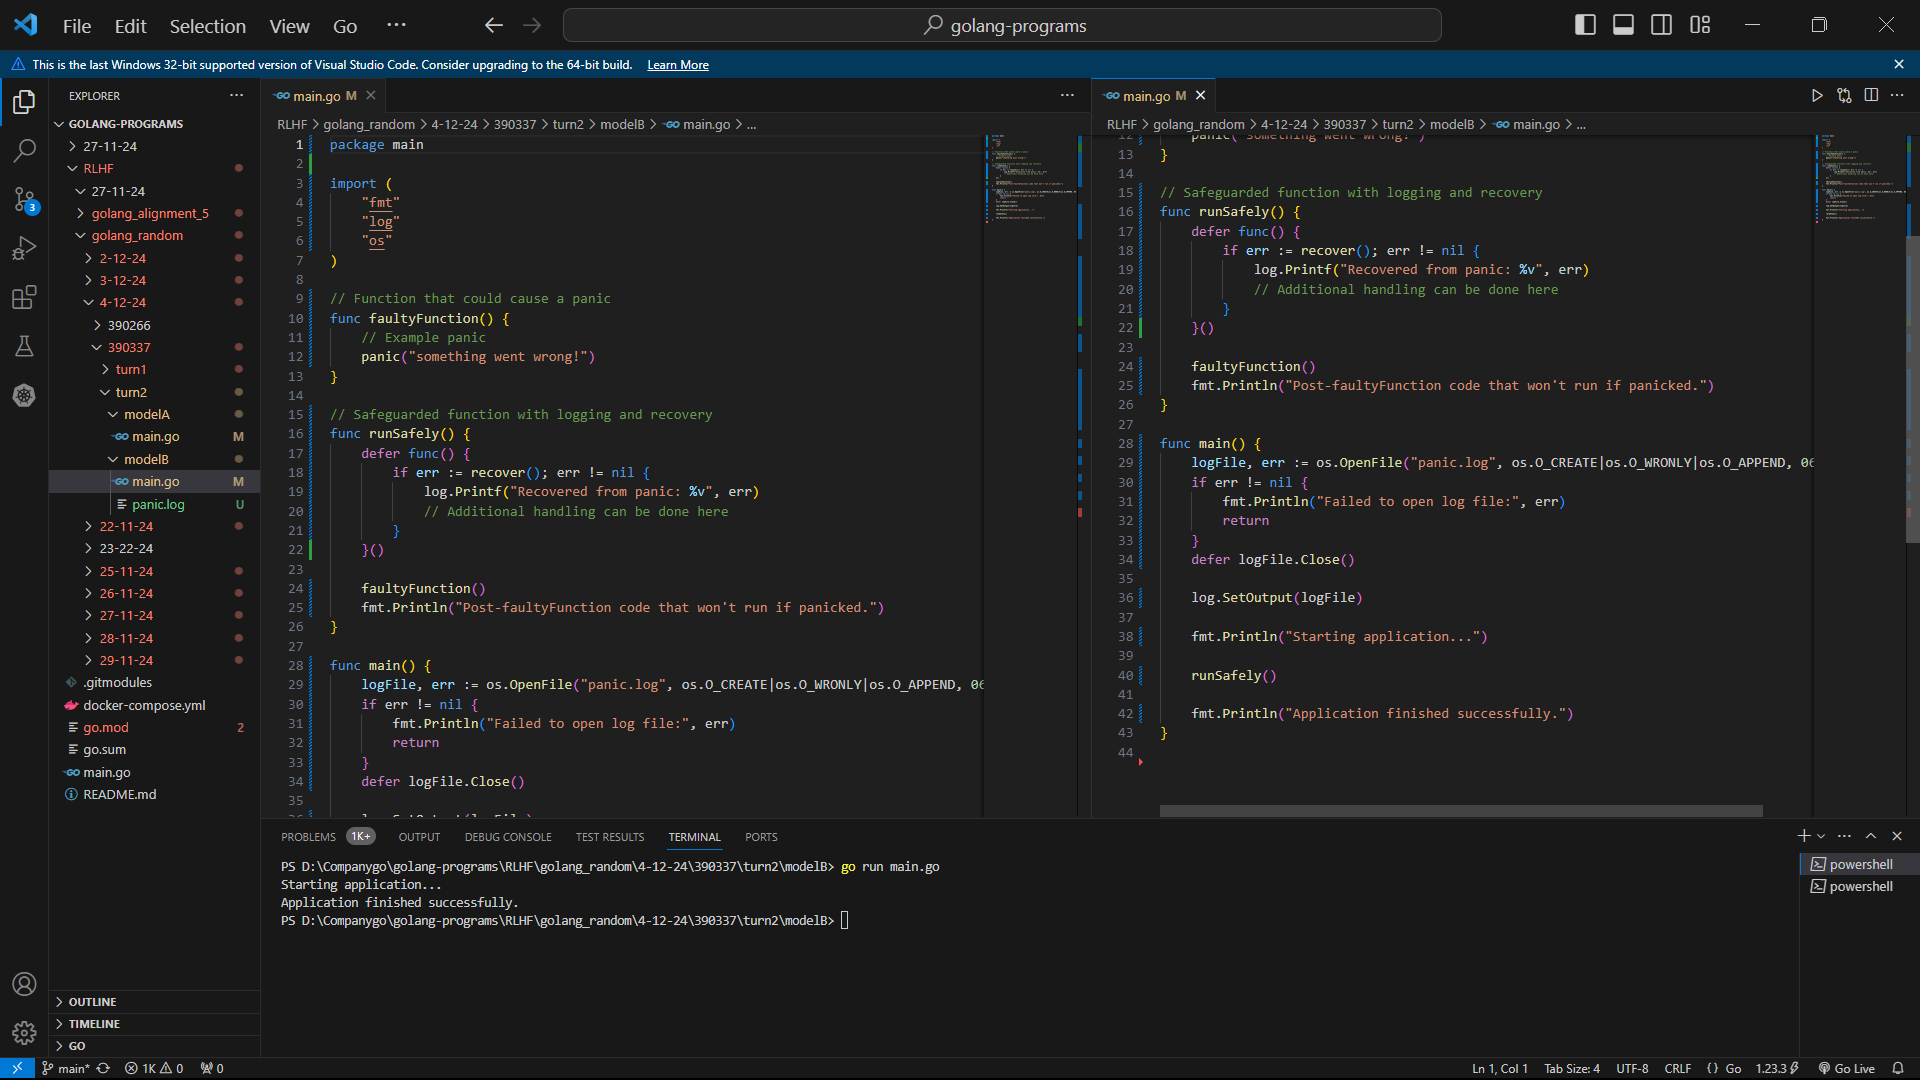 File Edit Selection View Go ···
golang-programs
This is the last Windows 32-bit supported version of Visual Studio Code. Consider upgrading to the 64-bit build. Learn More
EXPLORER
GOLANG-PROGRAMS
27-11-24
RLHF
27-11-24
golang_alignment_5
golang_random
2-12-24
3-12-24
4-12-24
390266
390337
turn1
turn2
modelA
main.go M
modelB
main.go M
panic.log U
22-11-24
23-22-24
25-11-24
26-11-24
27-11-24
28-11-24
29-11-24
.gitmodules
docker-compose.yml
go.mod 2
go.sum
main.go
README.md
OUTLINE
TIMELINE
GO
3
main.go M
RLHF > golang_random > 4-12-24 > 390337 > turn2 > modelB > main.go > ...
1 package main
2
3 import (
4 "fmt"
5 "log"
6 "os"
7 )
8
9 // Function that could cause a panic
10 func faultyFunction() {
11 // Example panic
12 panic("something went wrong!")
13 }
14
15 // Safeguarded function with logging and recovery
16 func runSafely() {
17 defer func() {
18 if err := recover(); err != nil {
19 log.Printf("Recovered from panic: %v", err)
20 // Additional handling can be done here
21 }
22 }()
23
24 faultyFunction()
25 fmt.Println("Post-faultyFunction code that won't run if panicked.")
26 }
27
28 func main() {
29 logFile, err := os.OpenFile("panic.log", os.O_CREATE|os.O_WRONLY|os.O_APPEND, 06
30 if err != nil {
31 fmt.Println("Failed to open log file:", err)
32 return
33 }
34 defer logFile.Close()
35
main.go M
RLHF > golang_random > 4-12-24 > 390337 > turn2 > modelB > main.go > ...
12 panic("something went wrong!")
13 }
14
15 // Safeguarded function with logging and recovery
16 func runSafely() {
17 defer func() {
18 if err := recover(); err != nil {
19 log.Printf("Recovered from panic: %v", err)
20 // Additional handling can be done here
21 }
22 }()
23
24 faultyFunction()
25 fmt.Println("Post-faultyFunction code that won't run if panicked.")
26 }
27
28 func main() {
29 logFile, err := os.OpenFile("panic.log", os.O_CREATE|os.O_WRONLY|os.O_APPEND, 06
30 if err != nil {
31 fmt.Println("Failed to open log file:", err)
32 return
33 }
34 defer logFile.Close()
35
36 log.SetOutput(logFile)
37
38 fmt.Println("Starting application...")
39
40 runSafely()
41
42 fmt.Println("Application finished successfully.")
43 }
44
PROBLEMS 1K+ OUTPUT DEBUG CONSOLE TEST RESULTS TERMINAL PORTS
PS D:\Companygo\golang-programs\RLHF\golang_random\4-12-24\390337\turn2\modelB> go run main.go
Starting application...
Application finished successfully.
PS D:\Companygo\golang-programs\RLHF\golang_random\4-12-24\390337\turn2\modelB>
powershell
powershell
main* 1K 0 0
Ln 1, Col 1 Tab Size: 4 UTF-8 CRLF {} Go 1.23.3 Go Live